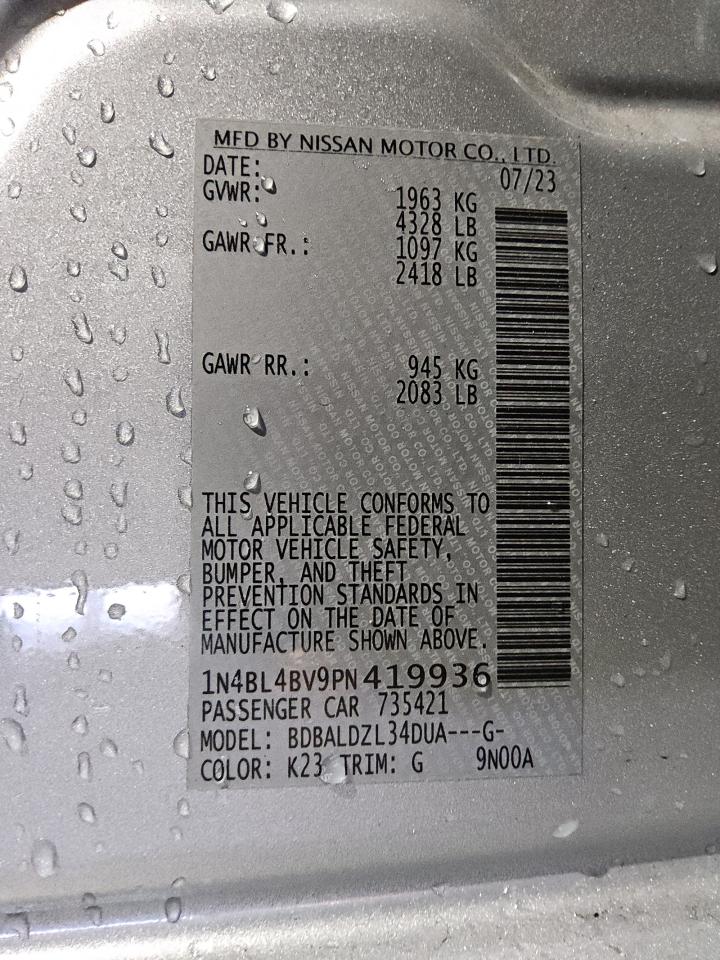 MFD BY NISSAN MOTOR CO., LTD.
DATE: 07/23
GVWR: 1963 KG
4328 LB
GAWR FR.: 1097 KG
2418 LB
GAWR RR.: 945 KG
2083 LB
THIS VEHICLE CONFORMS TO
ALL APPLICABLE FEDERAL
MOTOR VEHICLE SAFETY,
BUMPER, AND THEFT
PREVENTION STANDARDS IN
EFFECT ON THE DATE OF
MANUFACTURE SHOWN ABOVE.
1N4BL4BV9PN419936
PASSENGER CAR 735421
MODEL: BDBALDZL34DUA---G-
COLOR: K23 TRIM: G 9N00A